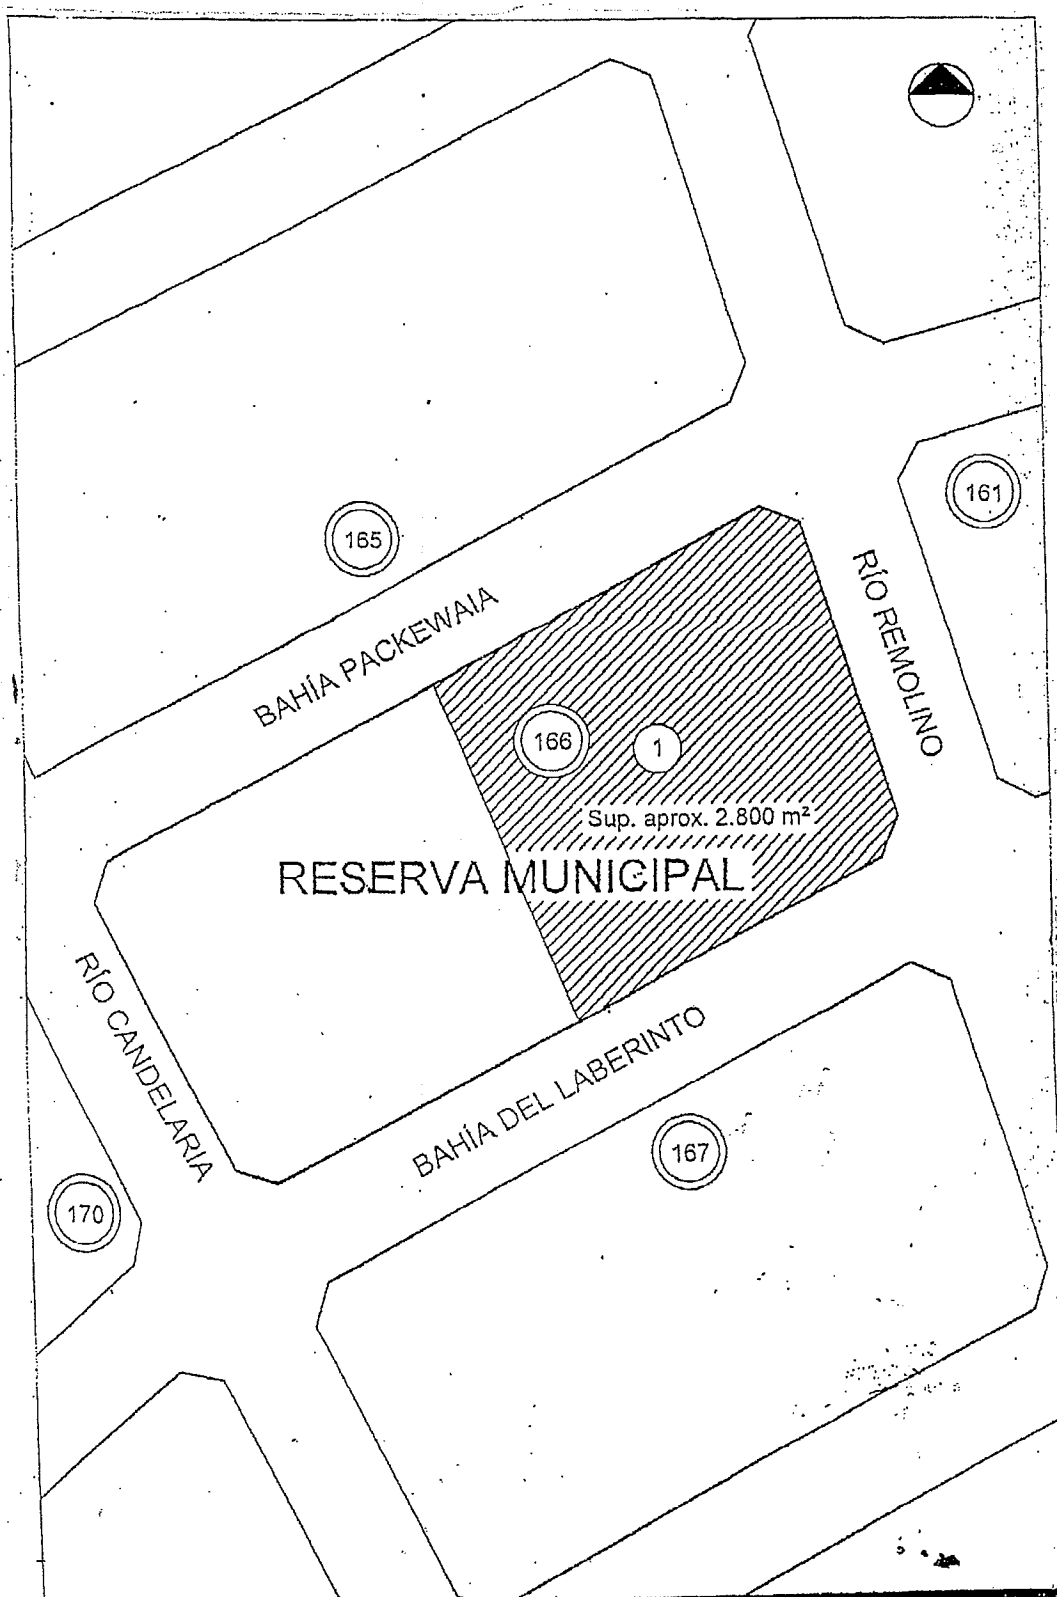 165
161
BAHÍA PACKEWAIA
RÍO REMOLINO
166
1
Sup. aprox. 2.800 m²
RESERVA MUNICIPAL
RÍO CANDELARIA
BAHÍA DEL LABERINTO
167
170